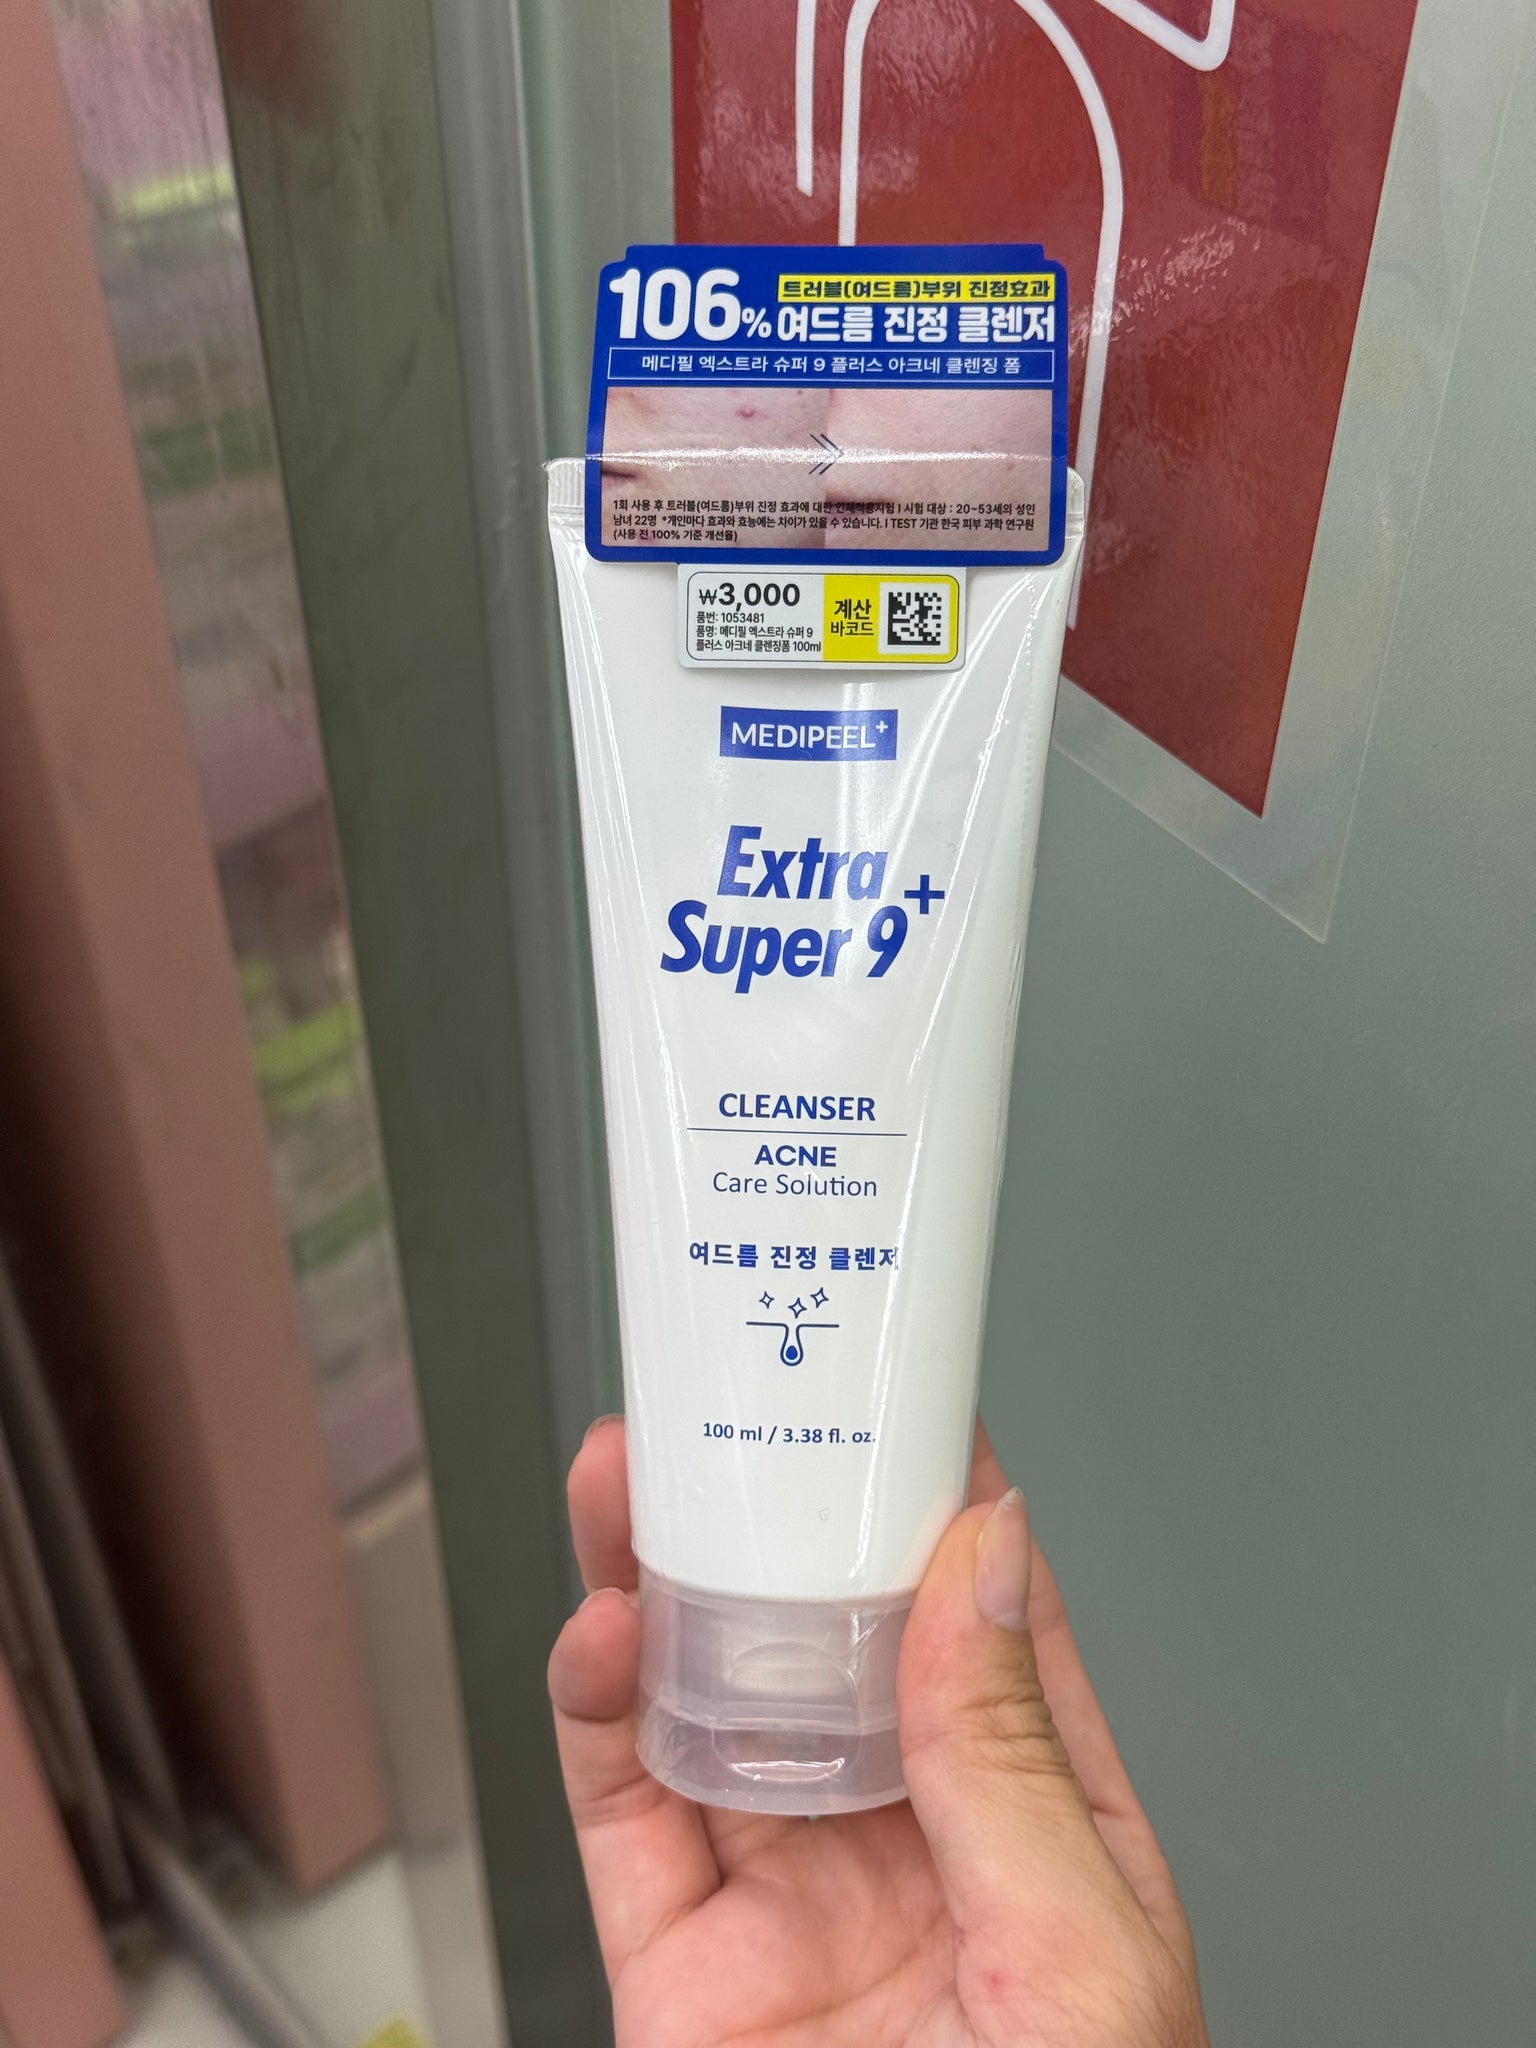 106% 트러블(여드름)부위 진정효과
여드름 진정 클렌저
메디필 엑스트라 슈퍼 9 플러스 아크네 클렌징 폼
1회 사용 후 트러블(여드름)부위 진정 효과에 대한 인체적용시험 I 시험 대상 : 20~53세의 성인
남녀 22명 *개인마다 효과와 효능에는 차이가 있을 수 있습니다. I TEST 기관 한국 피부 과학 연구원
(사용 전 100% 기준 개선율)
₩3,000
품번: 1053481
품명: 메디필 엑스트라 슈퍼 9
플러스 아크네 클렌징폼 100ml
계산
바코드
MEDIPEEL+
Extra
Super 9+
CLEANSER
ACNE
Care Solution
여드름 진정 클렌저
100 ml / 3.38 fl. oz.